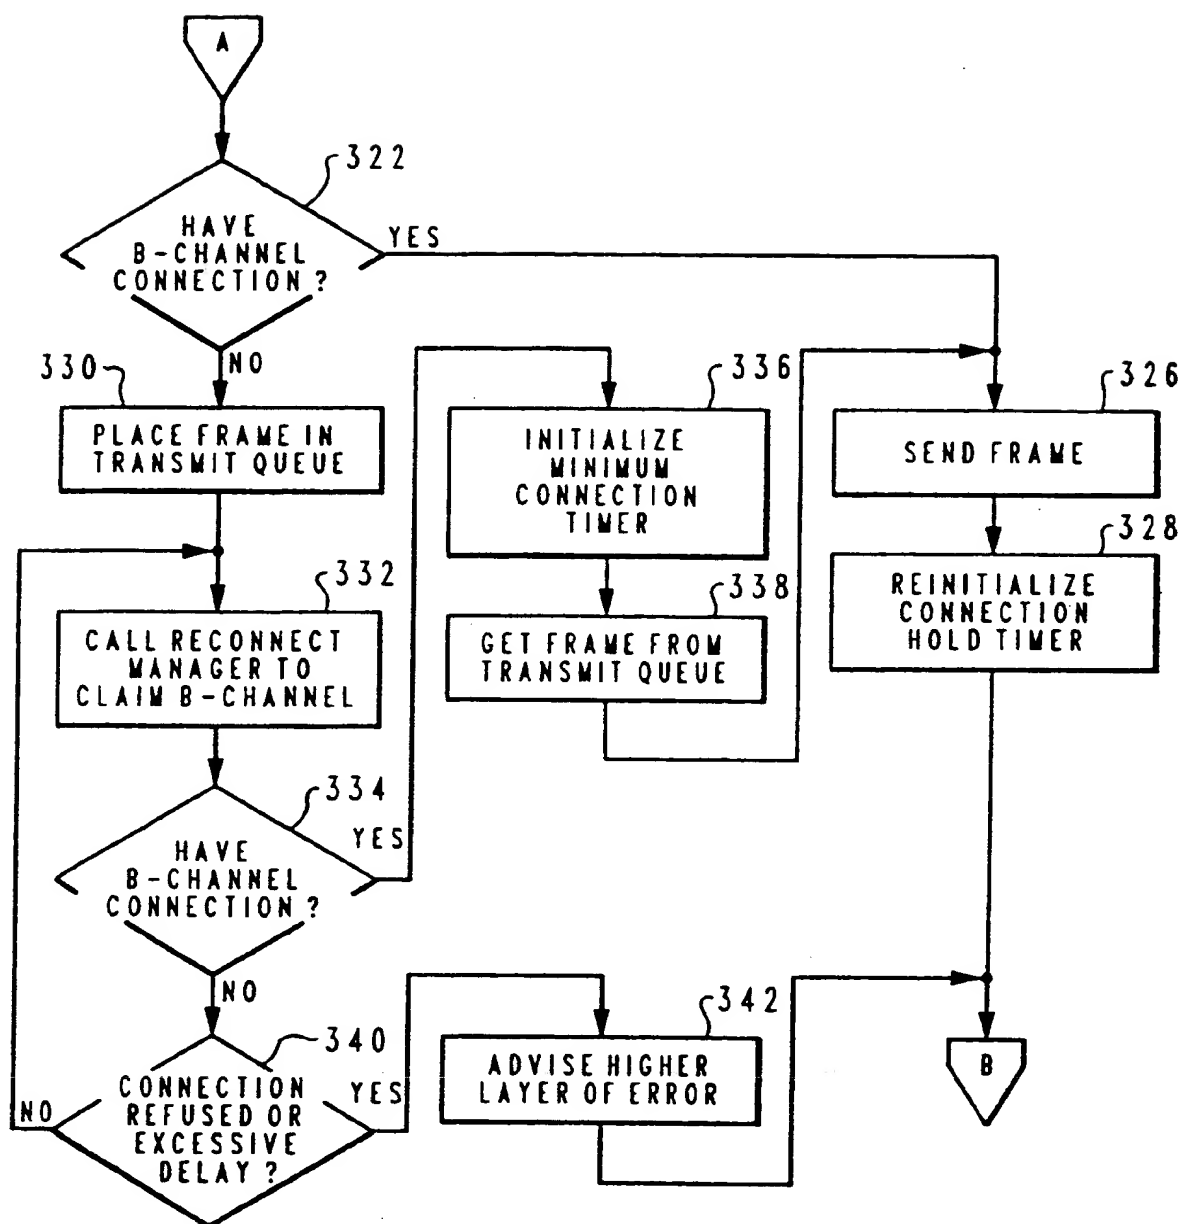 A
322
HAVE
B-CHANNEL
CONNECTION ?
YES
NO
330
PLACE FRAME IN
TRANSMIT QUEUE
332
CALL RECONNECT
MANAGER TO
CLAIM B-CHANNEL
334
HAVE
B-CHANNEL
CONNECTION ?
YES
NO
340
CONNECTION
REFUSED OR
EXCESSIVE
DELAY ?
YES
NO
336
INITIALIZE
MINIMUM
CONNECTION
TIMER
338
GET FRAME FROM
TRANSMIT QUEUE
342
ADVISE HIGHER
LAYER OF ERROR
326
SEND FRAME
328
REINITIALIZE
CONNECTION
HOLD TIMER
B